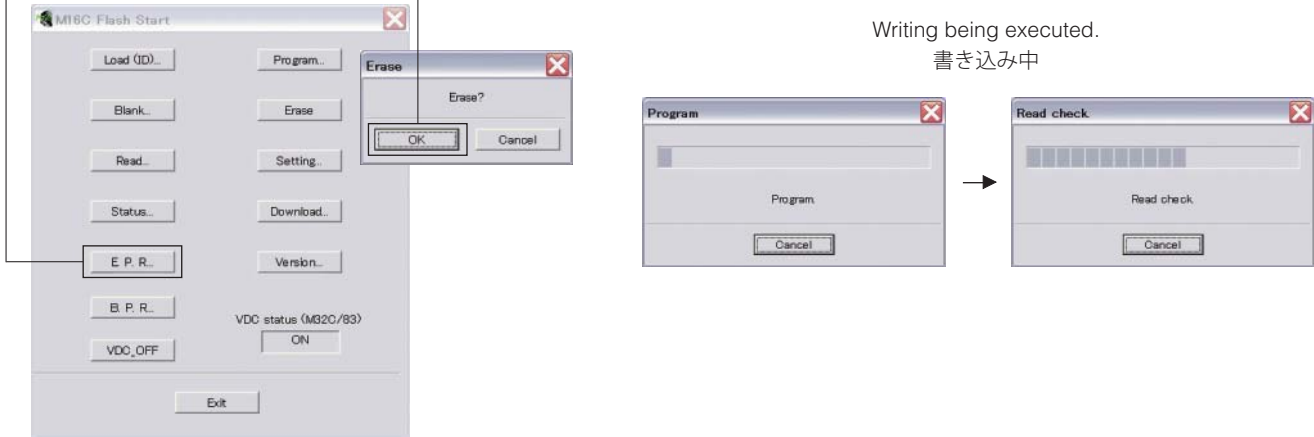 M16C Flash Start
Load (ID)...
Program...
Blank...
Erase
Read...
Setting...
Status...
Download...
E. P. R...
Version...
B. P. R...
VDC status (M32C/83)
ON
VDC_OFF
Exit
Erase
Erase?
OK
Cancel
Writing being executed.
書き込み中
Program
Program.
Cancel
Read check.
Read check.
Cancel